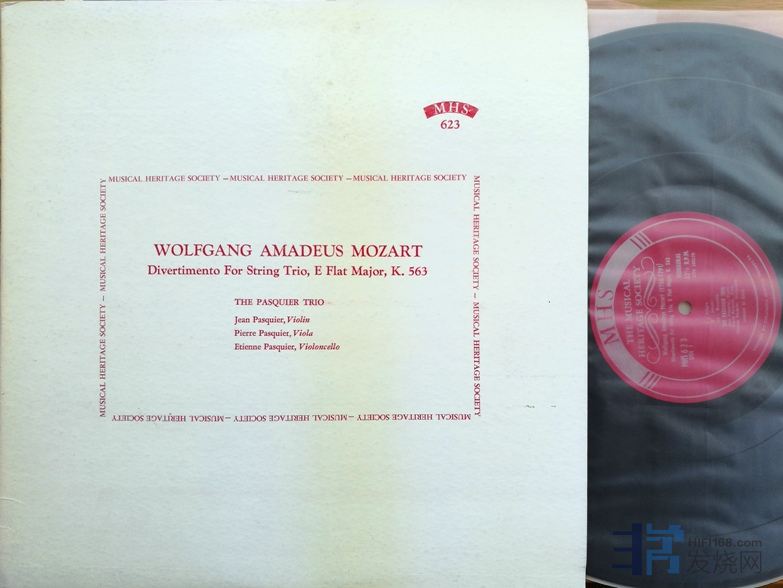 MHS
623
MUSICAL HERITAGE SOCIETY — MUSICAL HERITAGE SOCIETY — MUSICAL HERITAGE SOCIETY
MUSICAL HERITAGE SOCIETY — MUSICAL HERITAGE SOCIETY
MUSICAL HERITAGE SOCIETY — MUSICAL HERITAGE SOCIETY
WOLFGANG AMADEUS MOZART
Divertimento For String Trio, E Flat Major, K. 563
THE PASQUIER TRIO
Jean Pasquier, Violin
Pierre Pasquier, Viola
Etienne Pasquier, Violoncello
MUSICAL HERITAGE SOCIETY — MUSICAL HERITAGE SOCIETY — MUSICAL HERITAGE SOCIETY
MHS
THE MUSICAL
HERITAGE SOCIETY
MHS 623
HIFI168.com
发烧网